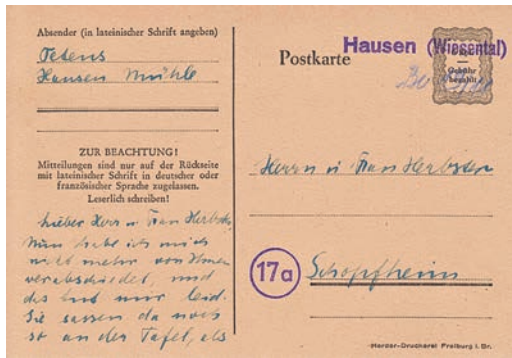 Absender (in lateinischer Schrift angeben)
Petens
Hausen Mühle
ZUR BEACHTUNG!
Mitteilungen sind nur auf der Rückseite
mit lateinischer Schrift in deutscher oder
französischer Sprache zugelassen.
Leserlich schreiben!
Lieber Herr u Frau Herbster,
Nun habe ich mich
nicht mehr von Ihnen
verabschiedet, und
das tut mir leid.
Sie sassen da noch
so an der Tafel, als
Postkarte
Hausen (Wiesental)
Gebühr
bezahlt
Herrn u Frau Herbster
17a
Schopfheim
Herder-Druckerei Freiburg i. Br.